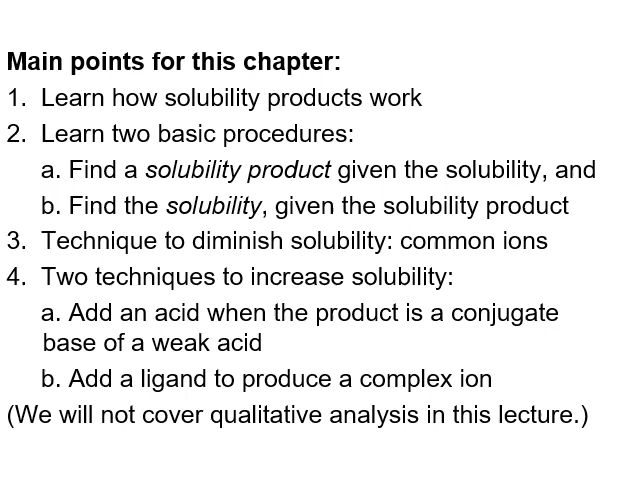 Main points for this chapter:
1. Learn how solubility products work
2. Learn two basic procedures:
a. Find a solubility product given the solubility, and
b. Find the solubility, given the solubility product
3. Technique to diminish solubility: common ions
4. Two techniques to increase solubility:
a. Add an acid when the product is a conjugate
base of a weak acid
b. Add a ligand to produce a complex ion
(We will not cover qualitative analysis in this lecture.)